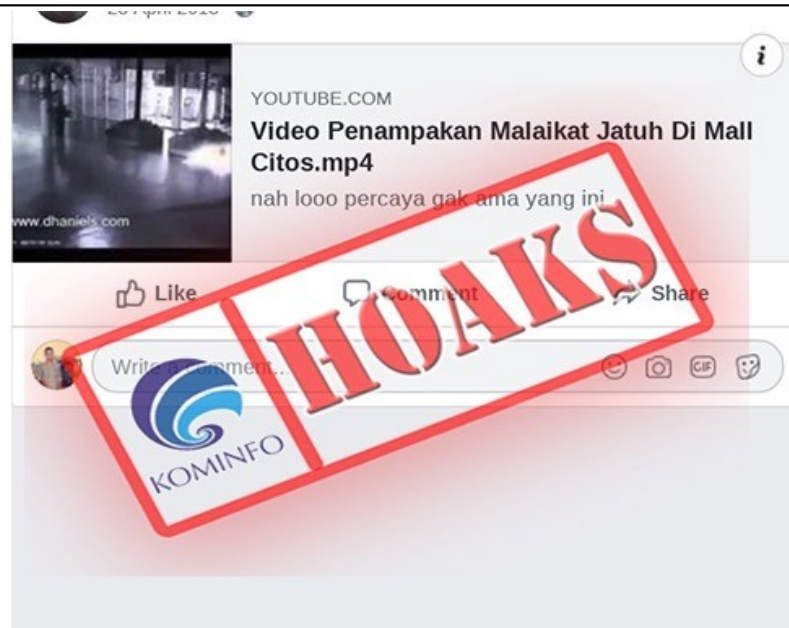 YOUTUBE.COM
Video Penampakan Malaikat Jatuh Di Mall
Citos.mp4
nah looo percaya gak ama yang ini
www.dhaniels.com
Like
Comment
Share
Write a comment...
GIF
HOAKS
KOMINFO